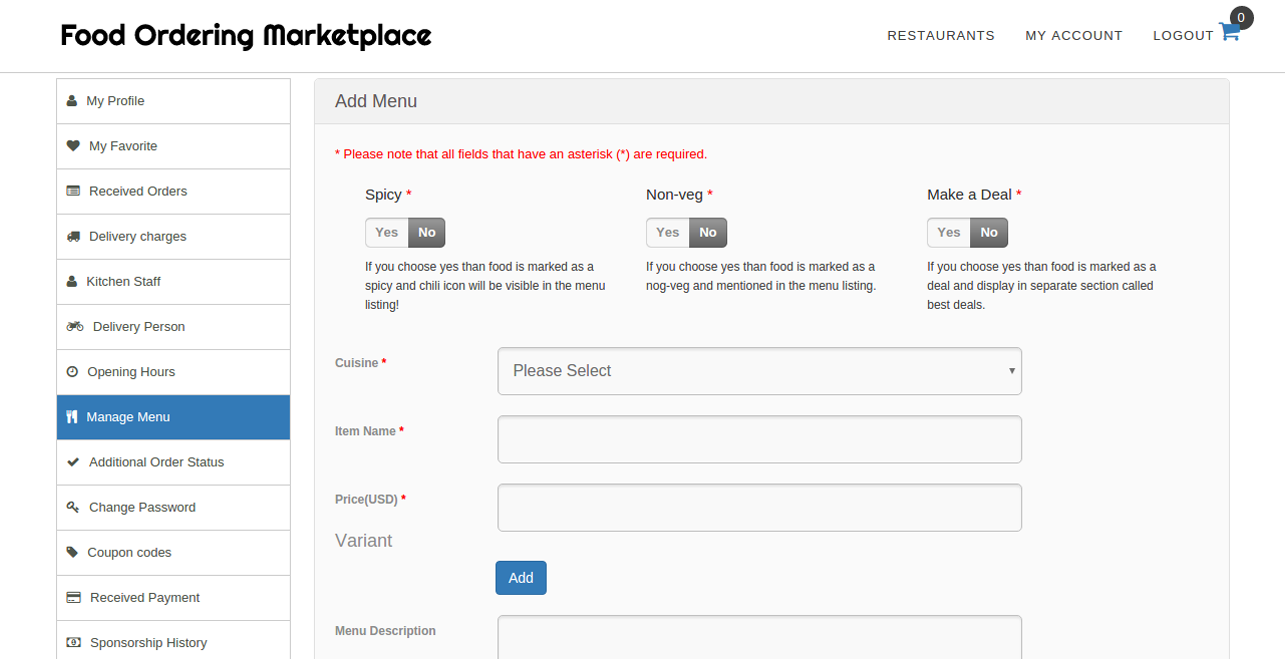 Food Ordering Marketplace
RESTAURANTS
MY ACCOUNT
LOGOUT
0
My Profile
My Favorite
Received Orders
Delivery charges
Kitchen Staff
Delivery Person
Opening Hours
Manage Menu
Additional Order Status
Change Password
Coupon codes
Received Payment
Sponsorship History
Add Menu
* Please note that all fields that have an asterisk (*) are required.
Spicy *
Yes No
If you choose yes than food is marked as a
spicy and chili icon will be visible in the menu
listing!
Non-veg *
Yes No
If you choose yes than food is marked as a
nog-veg and mentioned in the menu listing.
Make a Deal *
Yes No
If you choose yes than food is marked as a
deal and display in separate section called
best deals.
Cuisine *
Please Select
Item Name *
Price(USD) *
Variant
Add
Menu Description